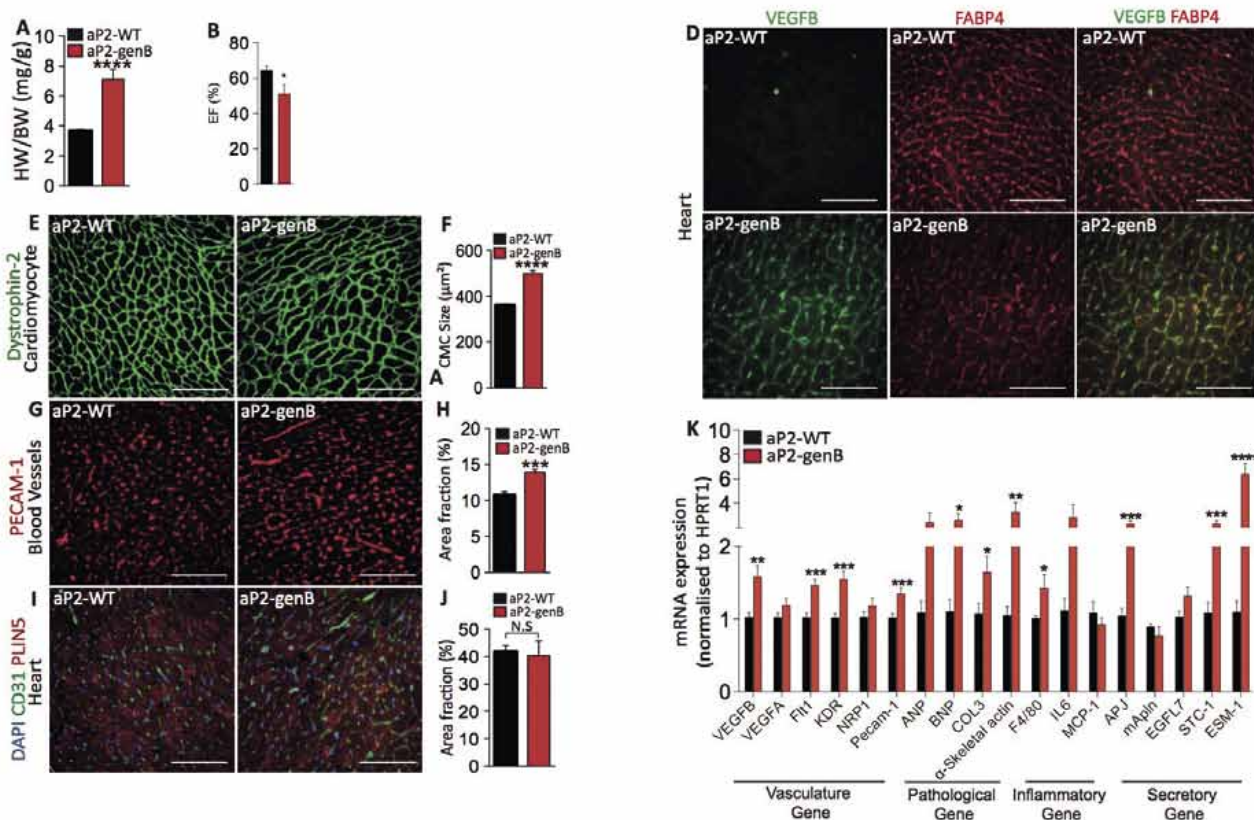 A
aP2-WT
aP2-genB
****
HW/BW (mg/g)
10
8
6
4
2
0
B
*
EF (%)
80
60
40
20
0
VEGFB
FABP4
VEGFB FABP4
D
aP2-WT
aP2-WT
aP2-WT
aP2-genB
aP2-genB
aP2-genB
Heart
E
aP2-WT
aP2-genB
Dystrophin-2
Cardiomyocyte
F
aP2-WT
aP2-genB
****
CMC Size (µm²)
600
400
200
0
A
G
aP2-WT
aP2-genB
PECAM-1
Blood Vessels
H
aP2-WT
aP2-genB
***
Area fraction (%)
20
15
10
5
0
I
aP2-WT
aP2-genB
DAPI CD31 PLIN5
Heart
J
aP2-WT
aP2-genB
N.S
Area fraction (%)
50
40
30
20
10
0
K
aP2-WT
aP2-genB
mRNA expression
(normalised to HPRT1)
10
8
6
4
2
2
1
0
** *** *** *** * * ** * *** *** ****
VEGFB
VEGFA
Flt1
KDR
NRP1
Pecam-1
ANP
BNP
COL3
α-Skeletal actin
F4/80
IL6
MCP-1
APJ
mApln
EGFL7
STC-1
ESM-1
Vasculature
Gene
Pathological
Gene
Inflammatory
Gene
Secretory
Gene